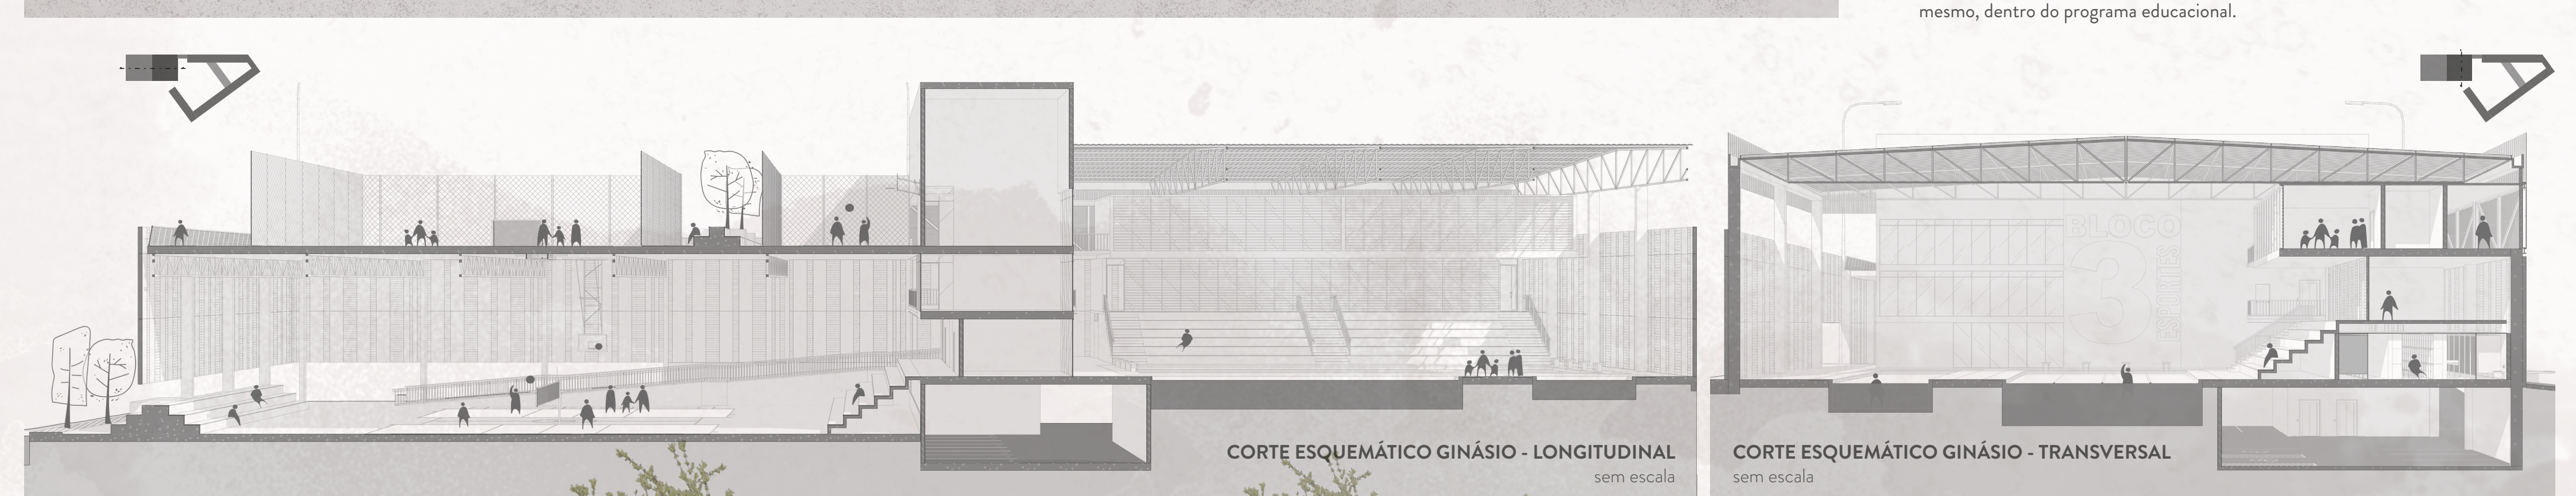 mesmo, dentro do programa educacional.
BLOCO
3
ESPORTES
CORTE ESQUEMÁTICO GINÁSIO - LONGITUDINAL
sem escala
CORTE ESQUEMÁTICO GINÁSIO - TRANSVERSAL
sem escala